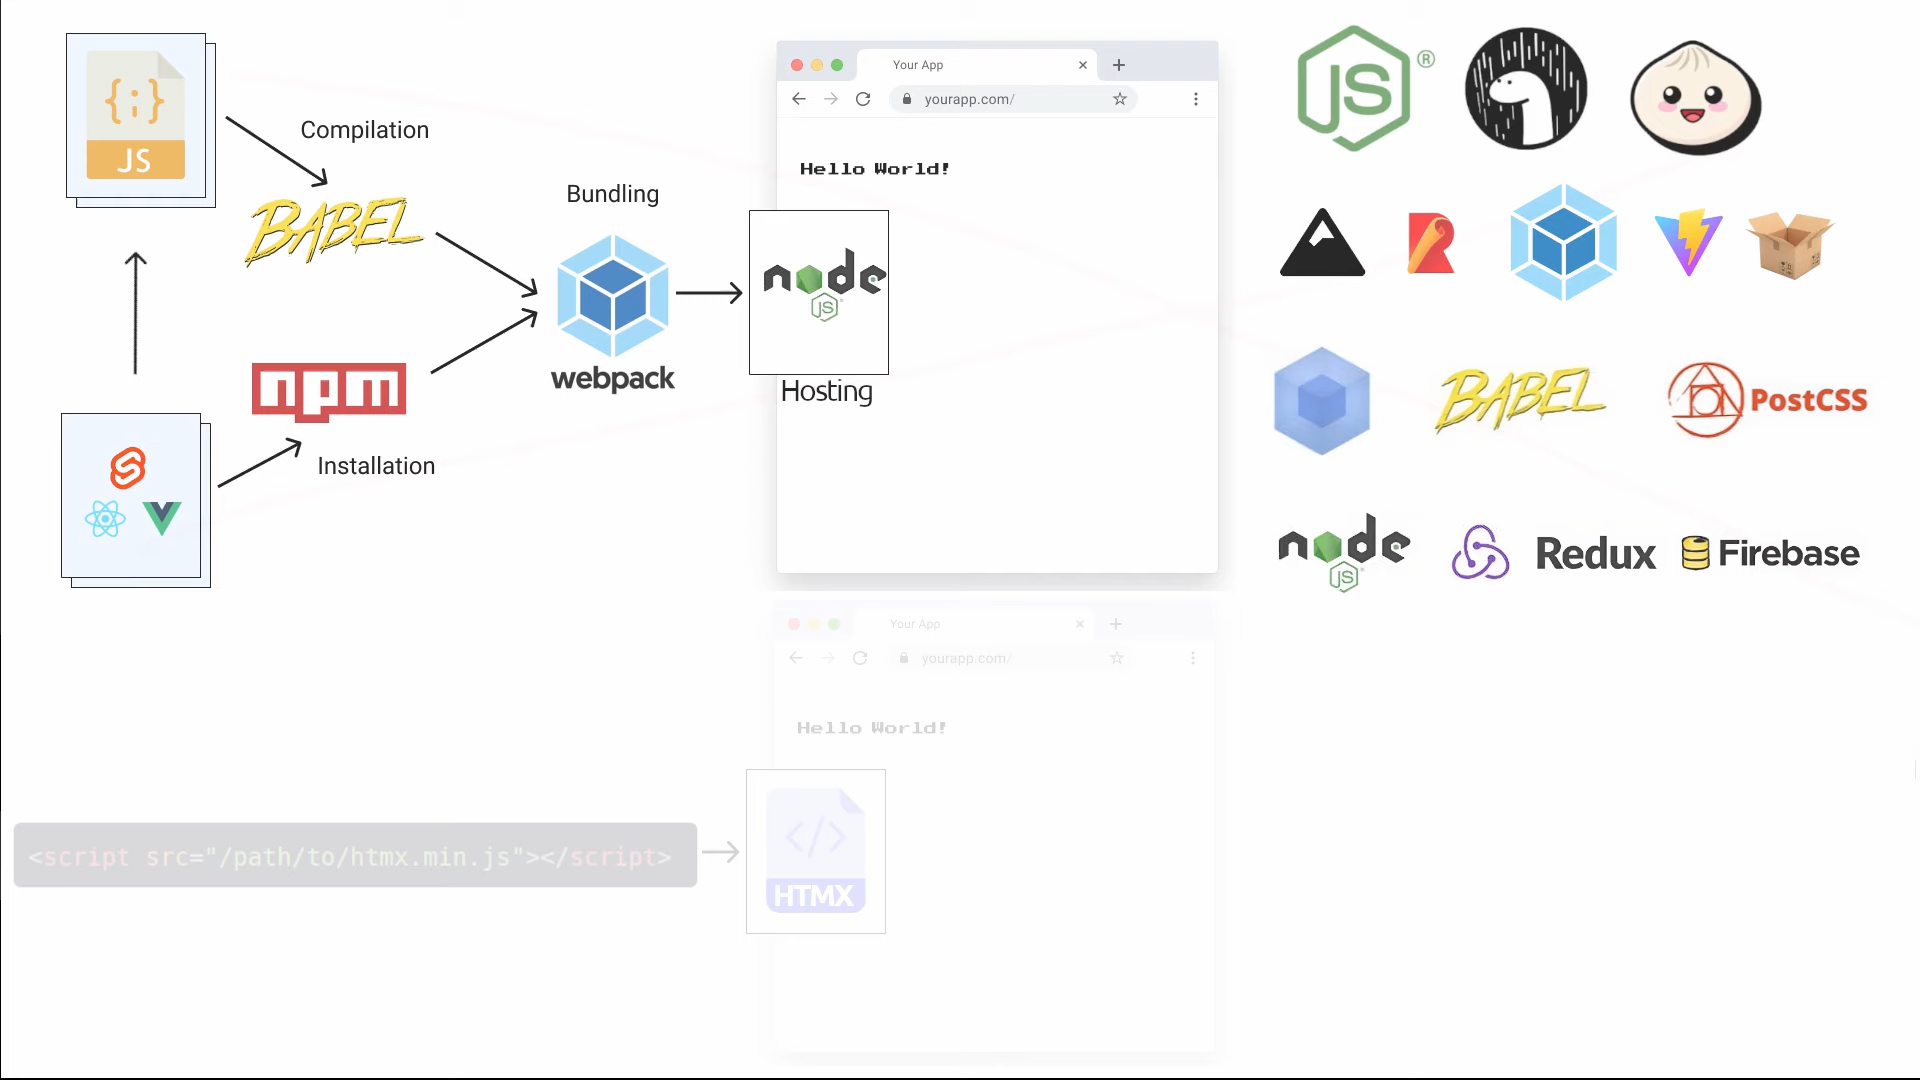 {;}
JS
Compilation
BABEL
npm
Installation
Bundling
webpack
Your App
yourapp.com/
Hello World!
node
JS
Hosting
JS
®
BABEL
PostCSS
node
JS
Redux
Firebase
Your App
yourapp.com/
Hello World!
<script src="/path/to/htmx.min.js"></script>
</>
HTMX